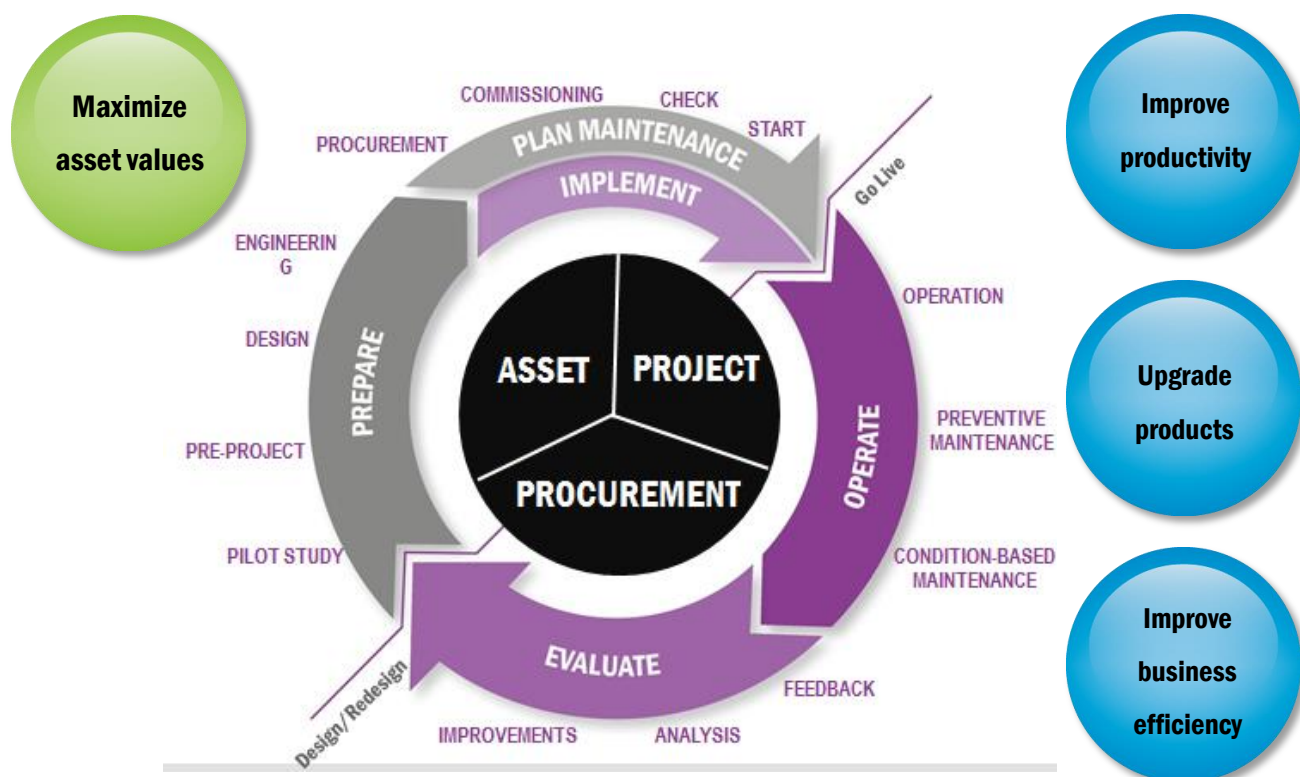 Maximize
asset values
COMMISSIONING
CHECK
START
PROCUREMENT
PLAN MAINTENANCE
IMPLEMENT
Go Live
ENGINEERIN
G
DESIGN
PREPARE
PRE-PROJECT
PILOT STUDY
ASSET
PROJECT
PROCUREMENT
OPERATION
OPERATE
PREVENTIVE
MAINTENANCE
CONDITION-BASED
MAINTENANCE
EVALUATE
FEEDBACK
ANALYSIS
IMPROVEMENTS
Design/Redesign
Improve
productivity
Upgrade
products
Improve
business
efficiency